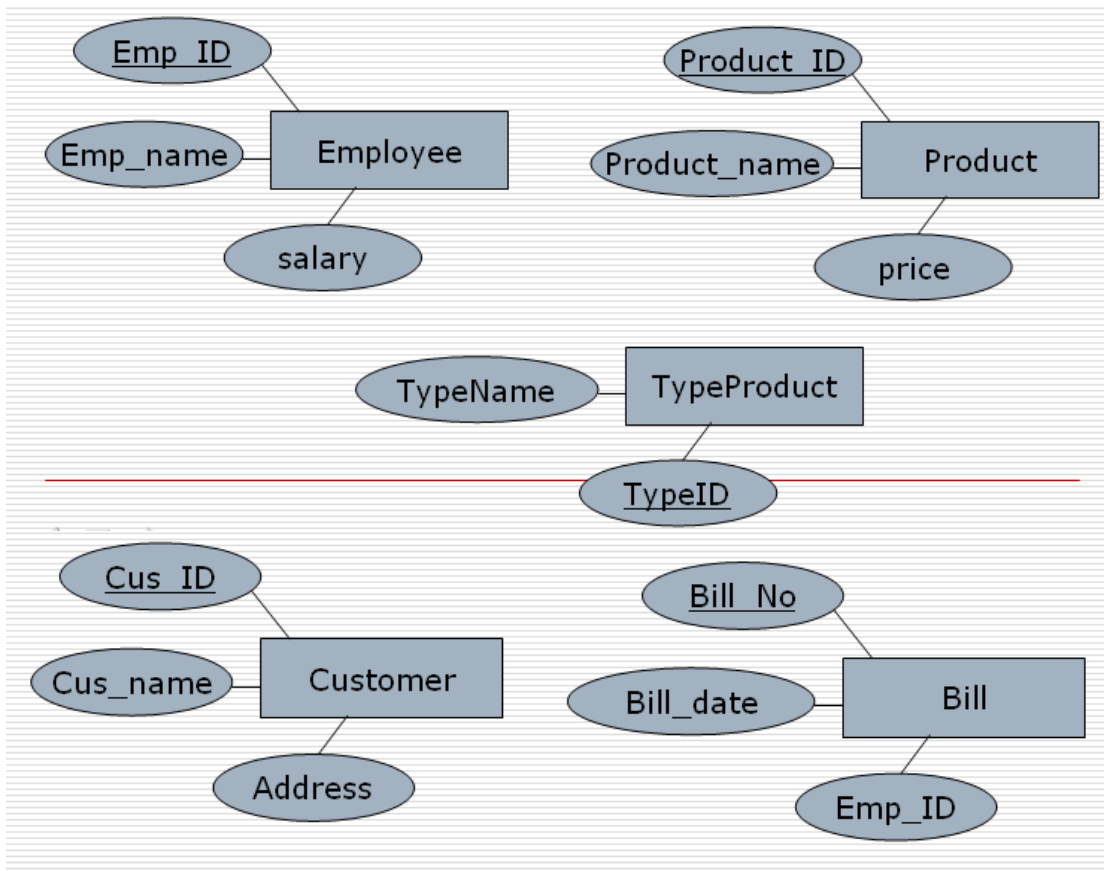 Emp_ID
Emp_name
Employee
salary
Product_ID
Product_name
Product
price
TypeName
TypeProduct
TypeID
Cus_ID
Cus_name
Customer
Address
Bill_No
Bill_date
Bill
Emp_ID